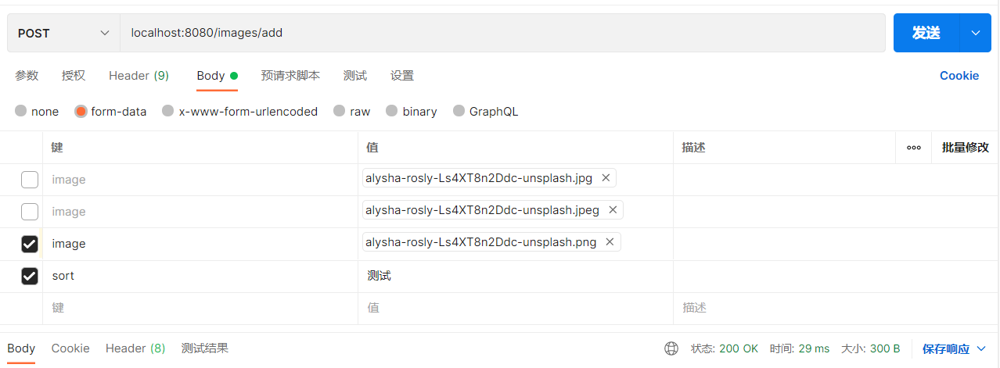 POST localhost:8080/images/add 发送
参数 授权 Header (9) Body 预请求脚本 测试 设置 Cookie
none form-data x-www-form-urlencoded raw binary GraphQL
键 值 描述 批量修改
image alysha-rosly-Ls4XT8n2Ddc-unsplash.jpg
image alysha-rosly-Ls4XT8n2Ddc-unsplash.jpeg
image alysha-rosly-Ls4XT8n2Ddc-unsplash.png
sort 测试
键 值 描述
Body Cookie Header (8) 测试结果 状态: 200 OK 时间: 29 ms 大小: 300 B 保存响应